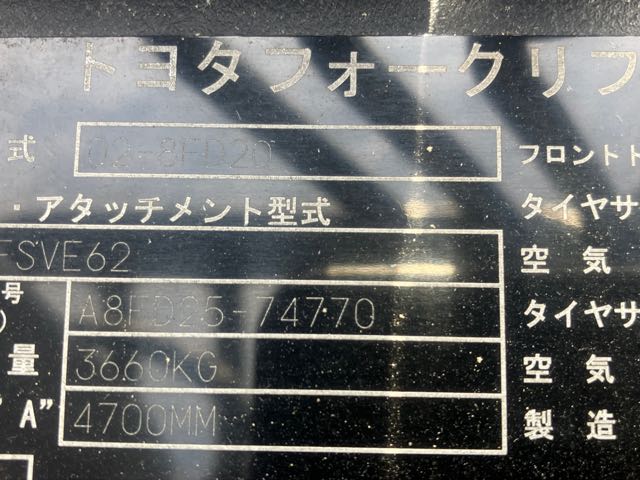 トヨタフォークリフ
式 02-8FD20 フロントト
・アタッチメント型式 タイヤサ
FSVE62 空気
号 A8FD25-74770 タイヤサ
)
量 3660KG 空気
"A" 4700MM 製造